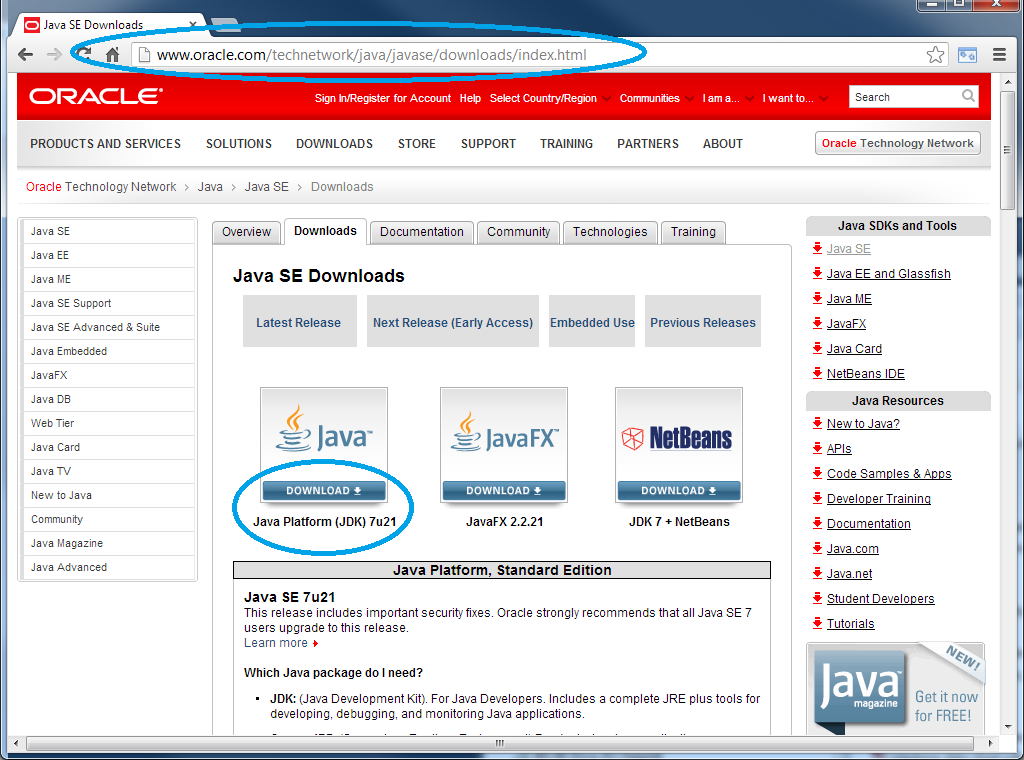 Java SE Downloads
www.oracle.com/technetwork/java/javase/downloads/index.html
ORACLE®
Sign In/Register for Account Help Select Country/Region Communities I am a... I want to... Search
PRODUCTS AND SERVICES SOLUTIONS DOWNLOADS STORE SUPPORT TRAINING PARTNERS ABOUT Oracle Technology Network
Oracle Technology Network > Java > Java SE > Downloads
Java SE
Java EE
Java ME
Java SE Support
Java SE Advanced & Suite
Java Embedded
JavaFX
Java DB
Web Tier
Java Card
Java TV
New to Java
Community
Java Magazine
Java Advanced
Overview Downloads Documentation Community Technologies Training
Java SE Downloads
Latest Release Next Release (Early Access) Embedded Use Previous Releases
Java™ JavaFX™ NetBeans
DOWNLOAD DOWNLOAD DOWNLOAD
Java Platform (JDK) 7u21 JavaFX 2.2.21 JDK 7 + NetBeans
Java Platform, Standard Edition
Java SE 7u21
This release includes important security fixes. Oracle strongly recommends that all Java SE 7
users upgrade to this release.
Learn more
Which Java package do I need?
• JDK: (Java Development Kit). For Java Developers. Includes a complete JRE plus tools for
developing, debugging, and monitoring Java applications.
Java SDKs and Tools
Java SE
Java EE and Glassfish
Java ME
JavaFX
Java Card
NetBeans IDE
Java Resources
New to Java?
APIs
Code Samples & Apps
Developer Training
Documentation
Java.com
Java.net
Student Developers
Tutorials
NEW!
Java™
magazine
Get it now
for FREE!